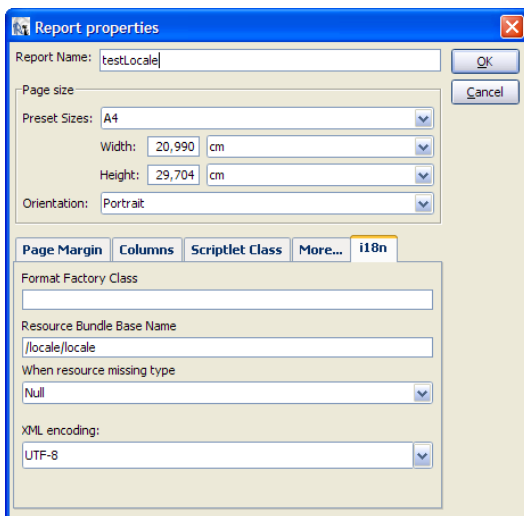 Report properties
Report Name: testLocale
OK
Page size
Cancel
Preset Sizes: A4
Width: 20,990 cm
Height: 29,704 cm
Orientation: Portrait
Page Margin Columns Scriptlet Class More... i18n
Format Factory Class
Resource Bundle Base Name
/locale/locale
When resource missing type
Null
XML encoding:
UTF-8